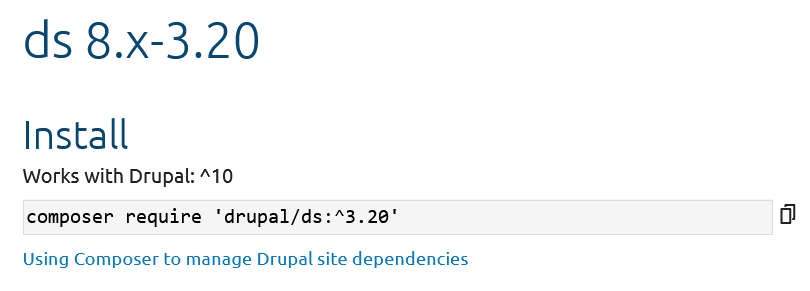 ds 8.x-3.20
Install
Works with Drupal: ^10
composer require 'drupal/ds:^3.20'
Using Composer to manage Drupal site dependencies